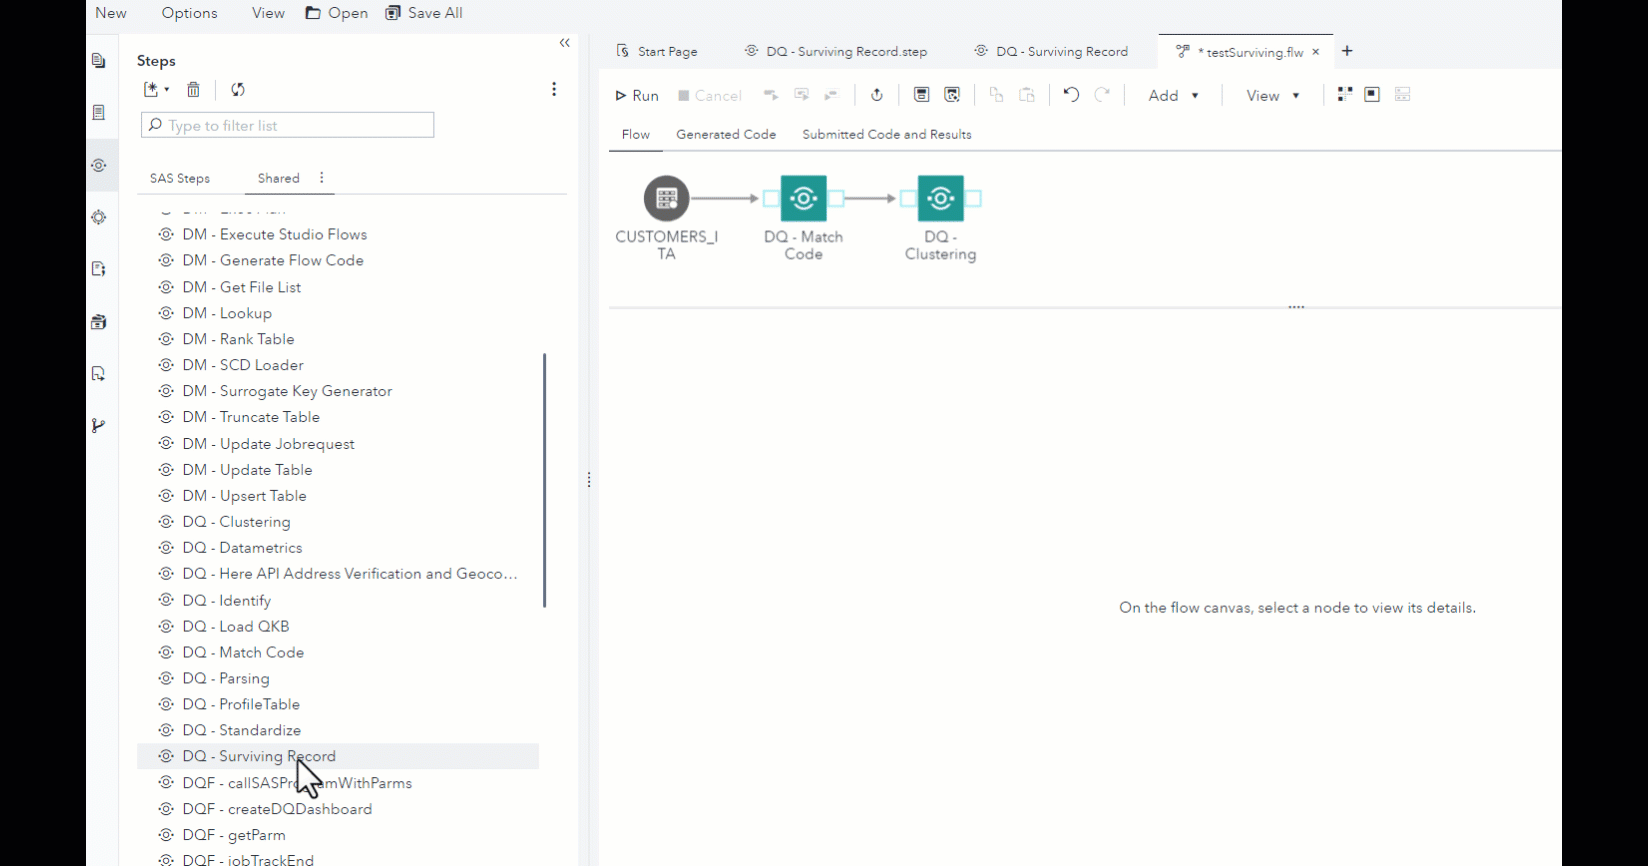 New Options View Open Save All
Steps
Type to filter list
SAS Steps Shared
DM - Execute Studio Flows
DM - Generate Flow Code
DM - Get File List
DM - Lookup
DM - Rank Table
DM - SCD Loader
DM - Surrogate Key Generator
DM - Truncate Table
DM - Update Jobrequest
DM - Update Table
DM - Upsert Table
DQ - Clustering
DQ - Datametrics
DQ - Here API Address Verification and Geoco...
DQ - Identify
DQ - Load QKB
DQ - Match Code
DQ - Parsing
DQ - ProfileTable
DQ - Standardize
DQ - Surviving Record
DQF - callSASPr mWithParms
DQF - createDQDashboard
DQF - getParm
DQF - jobTrackEnd
Start Page DQ - Surviving Record.step DQ - Surviving Record * testSurviving.flw × +
Run Cancel Add View
Flow Generated Code Submitted Code and Results
CUSTOMERS_I
TA
DQ - Match
Code
DQ -
Clustering
On the flow canvas, select a node to view its details.